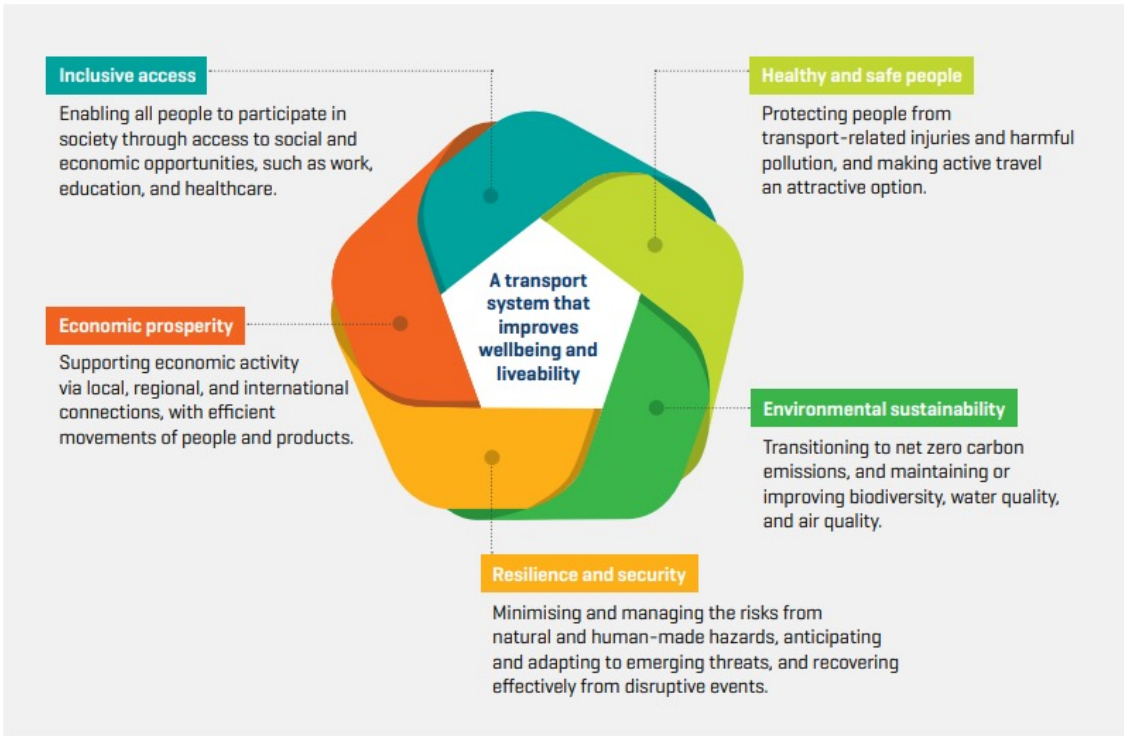 Inclusive access
Enabling all people to participate in
society through access to social and
economic opportunities, such as work,
education, and healthcare.
Healthy and safe people
Protecting people from
transport-related injuries and harmful
pollution, and making active travel
an attractive option.
A transport
system that
improves
wellbeing and
liveability
Economic prosperity
Supporting economic activity
via local, regional, and international
connections, with efficient
movements of people and products.
Environmental sustainability
Transitioning to net zero carbon
emissions, and maintaining or
improving biodiversity, water quality,
and air quality.
Resilience and security
Minimising and managing the risks from
natural and human-made hazards, anticipating
and adapting to emerging threats, and recovering
effectively from disruptive events.